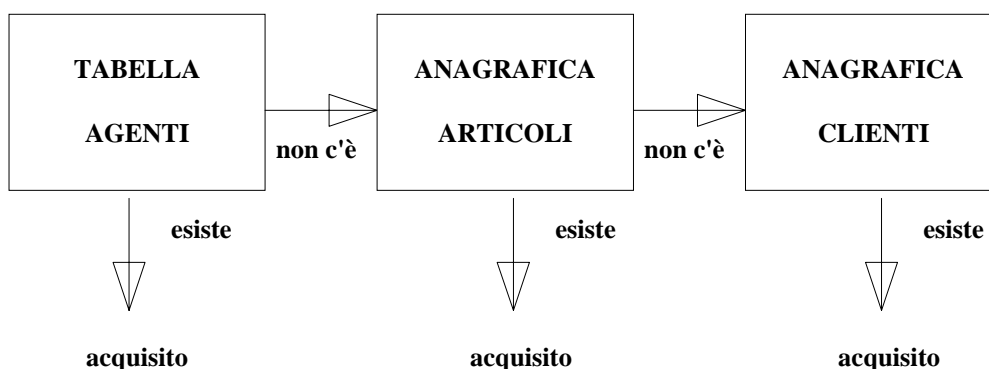 TABELLA
AGENTI
ANAGRAFICA
ARTICOLI
ANAGRAFICA
CLIENTI
non c'è
non c'è
esiste
esiste
esiste
acquisito
acquisito
acquisito